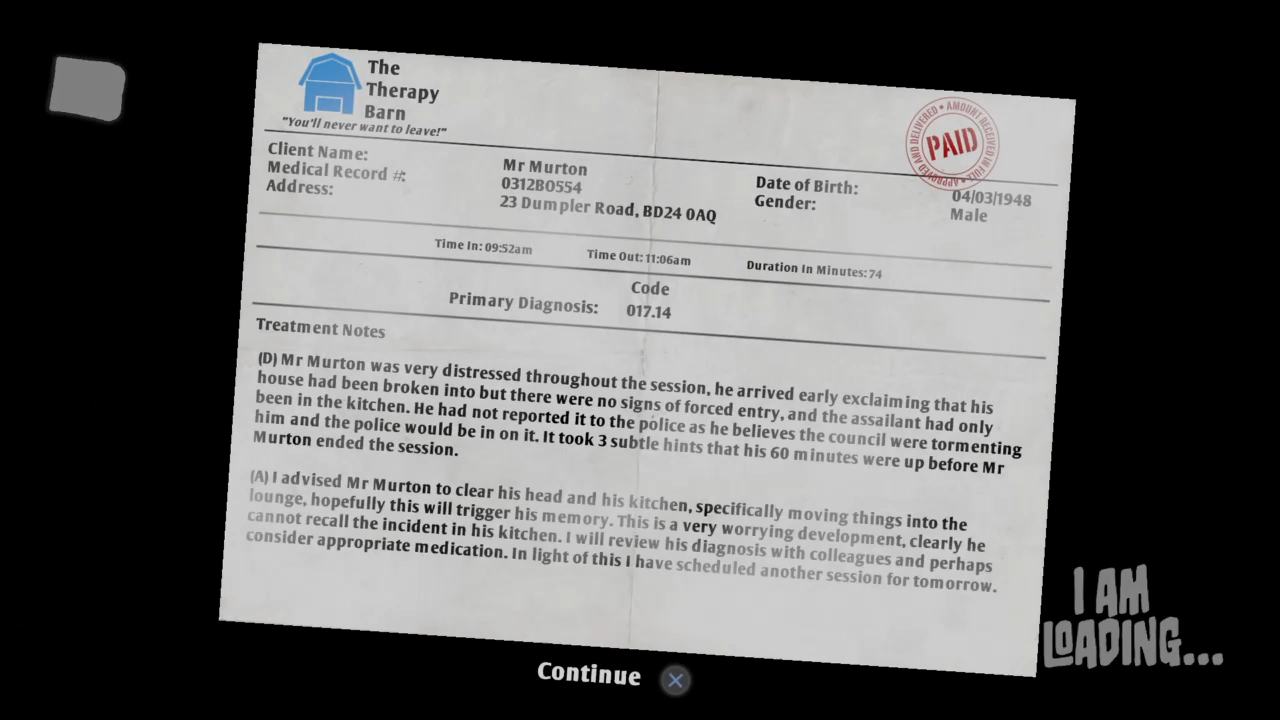 The
Therapy
Barn
"You'll never want to leave!"
APPROVED AND DELIVERED • AMOUNT RECEIVED IN FULL •
PAID
Client Name: Mr Murton
Medical Record #: 0312B0554
Address: 23 Dumpler Road, BD24 0AQ
Date of Birth: 04/03/1948
Gender: Male
Time In: 09:52am Time Out: 11:06am Duration In Minutes: 74
Code
Primary Diagnosis: 017.14
Treatment Notes
(D) Mr Murton was very distressed throughout the session, he arrived early exclaiming that his
house had been broken into but there were no signs of forced entry, and the assailant had only
been in the kitchen. He had not reported it to the police as he believes the council were tormenting
him and the police would be in on it. It took 3 subtle hints that his 60 minutes were up before Mr
Murton ended the session.
(A) I advised Mr Murton to clear his head and his kitchen, specifically moving things into the
lounge, hopefully this will trigger his memory. This is a very worrying development, clearly he
cannot recall the incident in his kitchen. I will review his diagnosis with colleagues and perhaps
consider appropriate medication. In light of this I have scheduled another session for tomorrow.
I AM
LOADING...
Continue